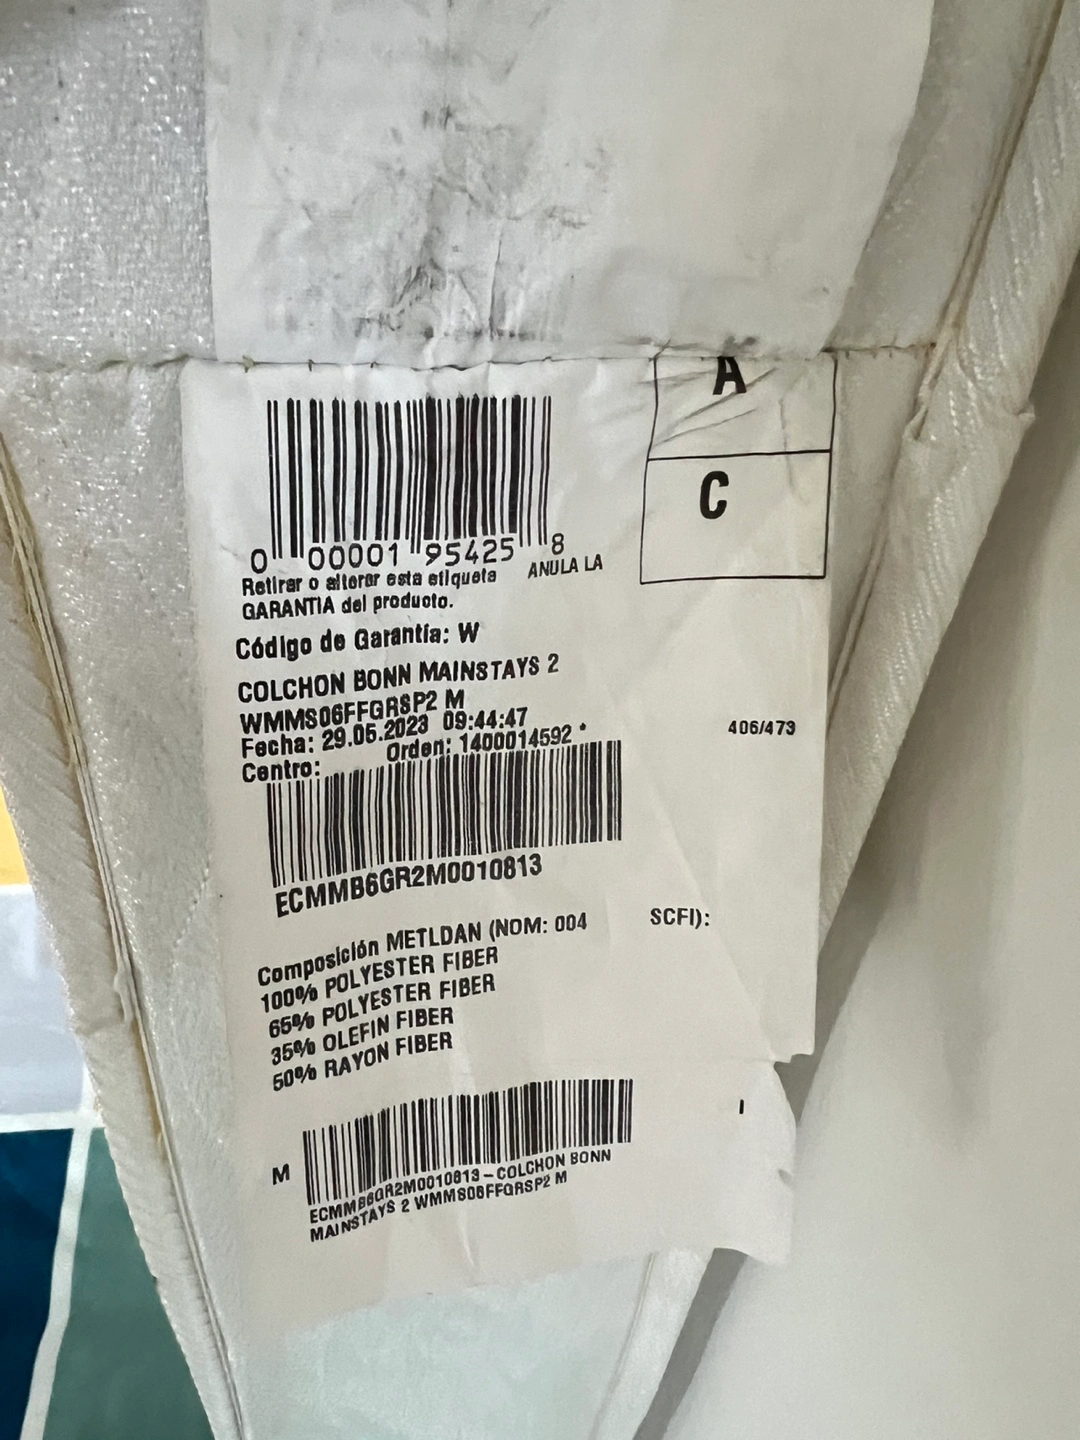 A
C
0 00001 95425 8
Retirar o alterar esta etiqueta ANULA LA
GARANTIA del producto.
Código de Garantía: W
COLCHON BONN MAINSTAYS 2
WMMS06FFGRSP2 M
Fecha: 29.05.2023 09:44:47
406/473
Centro: Orden: 1400014592 *
ECMMB6GR2M0010813
Composición METLDAN (NOM: 004 SCFI):
100% POLYESTER FIBER
65% POLYESTER FIBER
35% OLEFIN FIBER
50% RAYON FIBER
M
ECMMB6GR2M0010813-COLCHON BONN
MAINSTAYS 2 WMMS06FFGRSP2 M